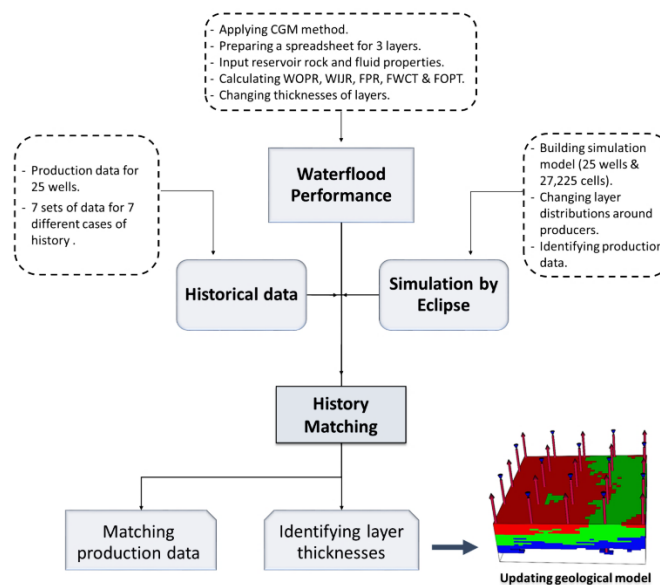 - Applying CGM method.
- Preparing a spreadsheet for 3 layers.
- Input reservoir rock and fluid properties.
- Calculating WOPR, WIJR, FPR, FWCT & FOPT.
- Changing thicknesses of layers.
- Production data for
25 wells.
- 7 sets of data for 7
different cases of
history .
Waterflood
Performance
- Building simulation
model (25 wells &
27,225 cells).
- Changing layer
distributions around
producers.
- Identifying production
data.
Historical data
Simulation by
Eclipse
History
Matching
Matching
production data
Identifying layer
thicknesses
Updating geological model